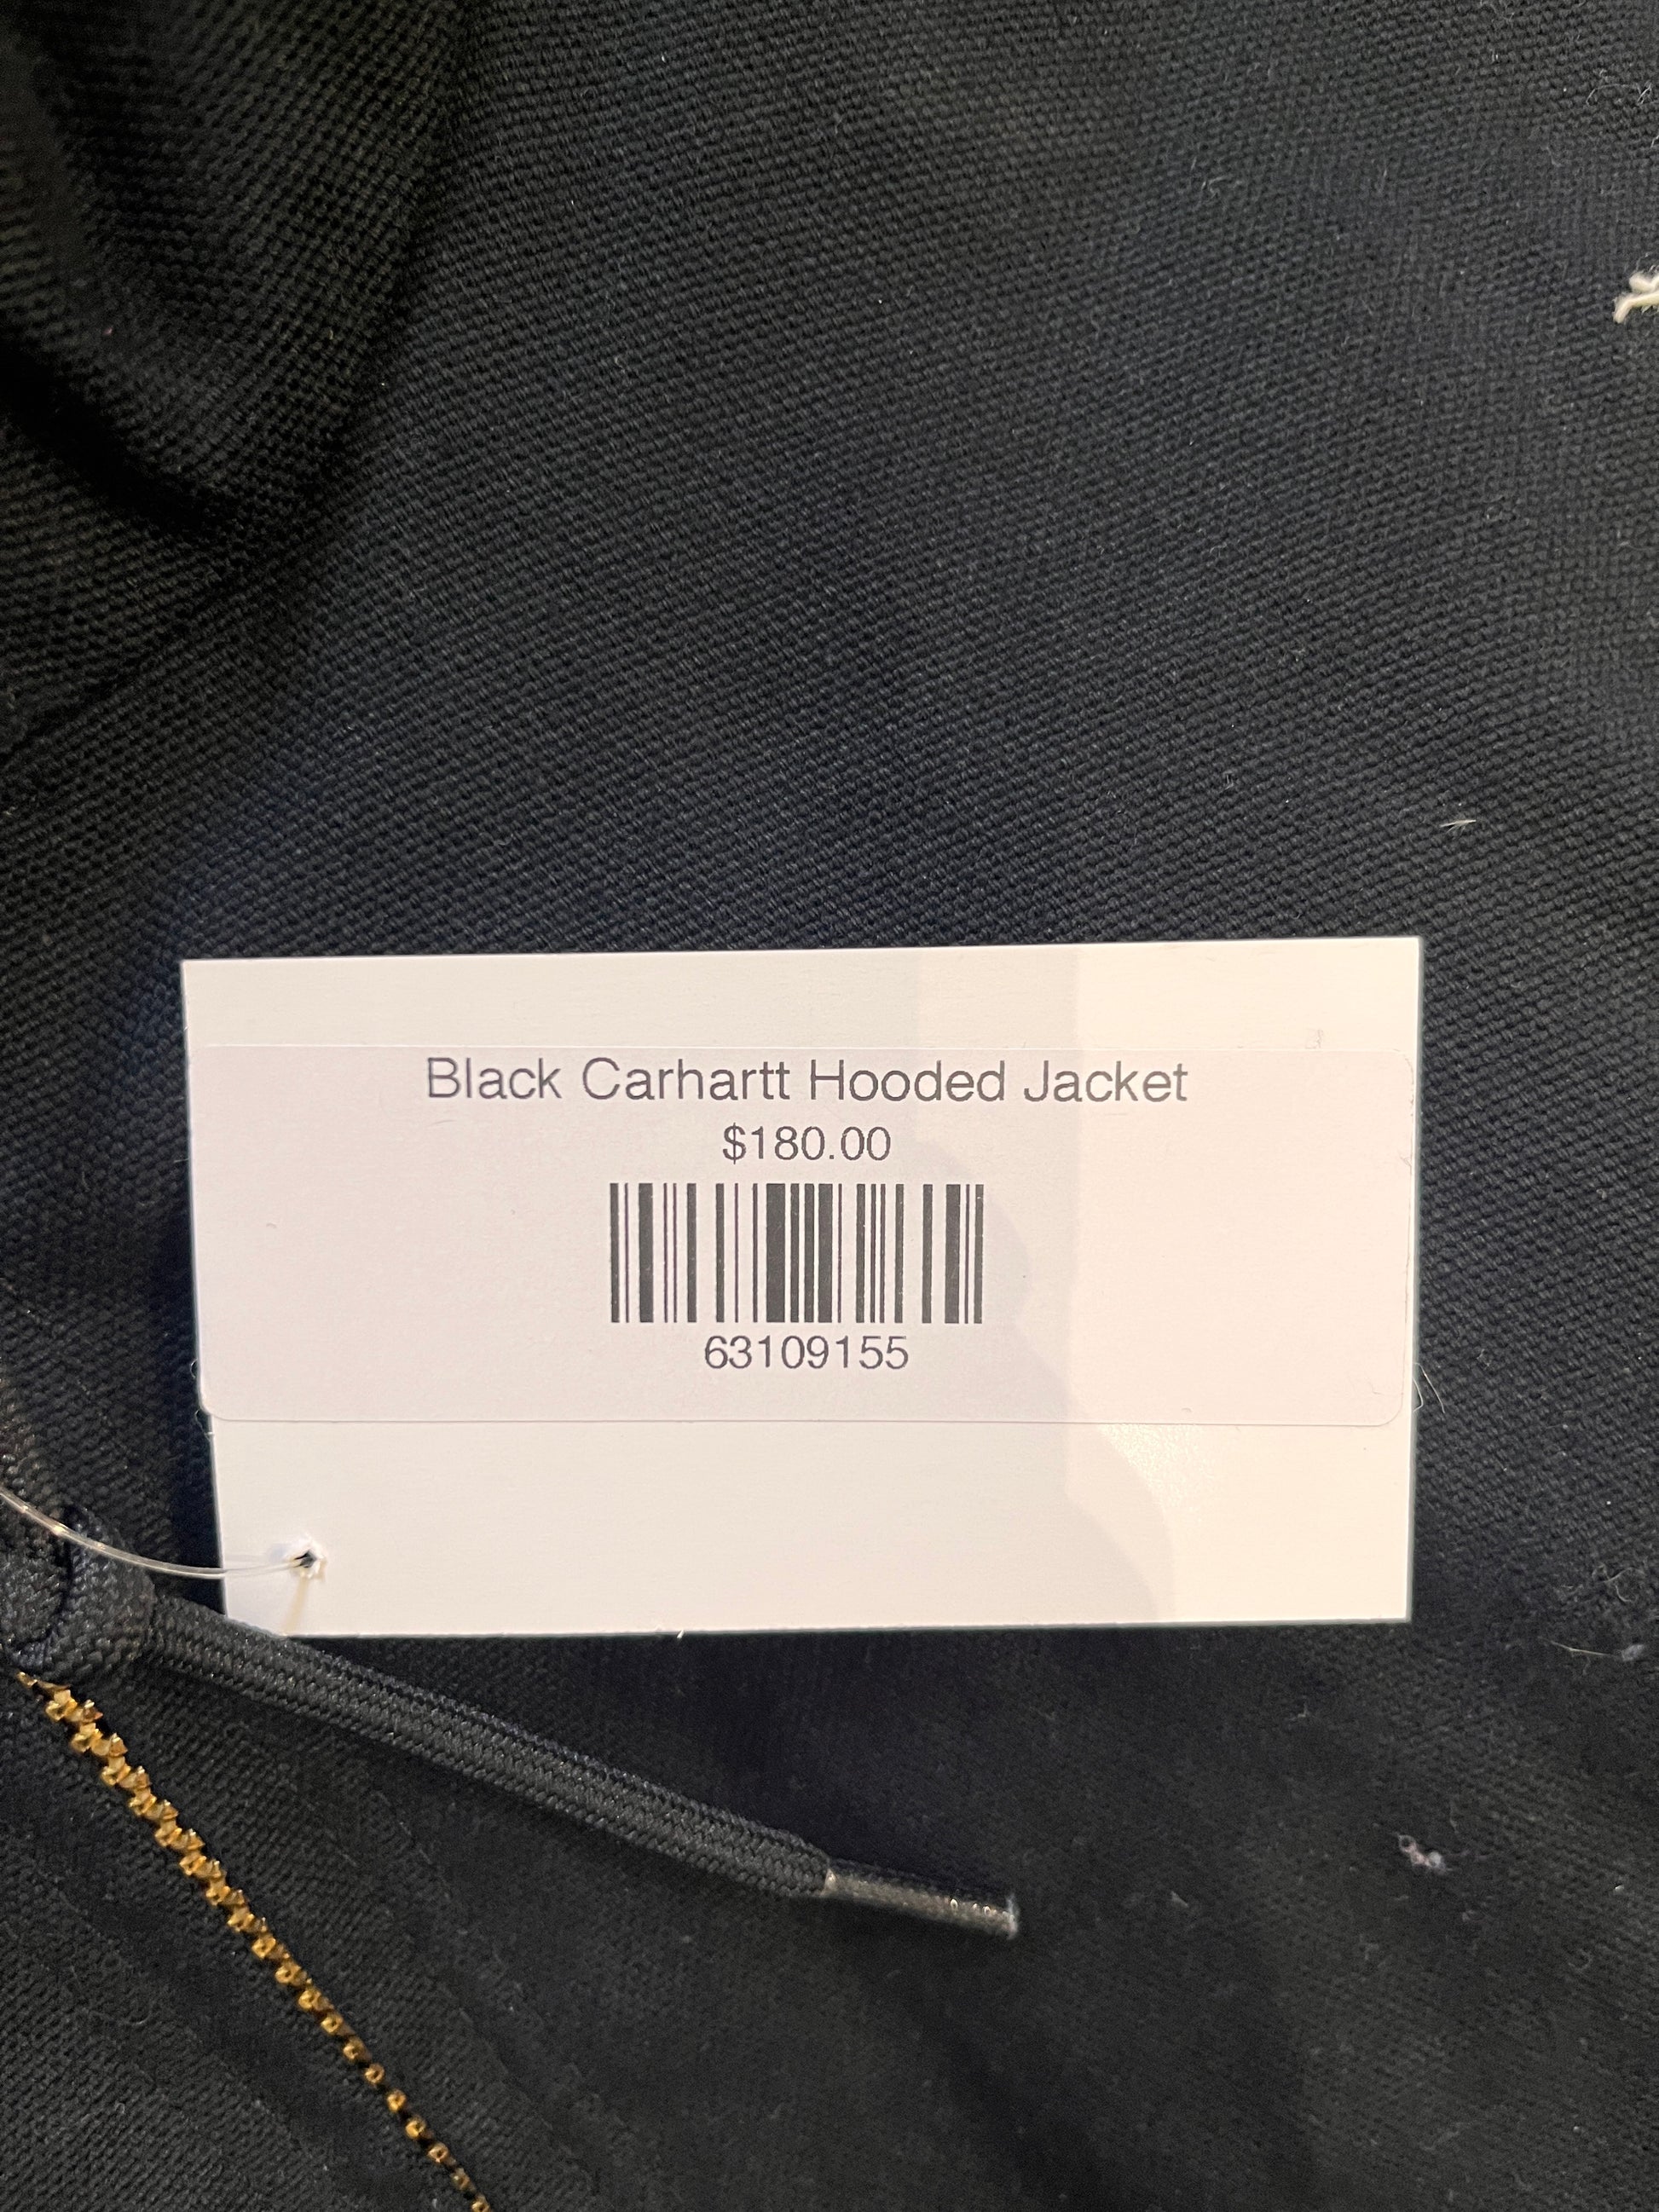 Black Carhartt Hooded Jacket
$180.00
63109155